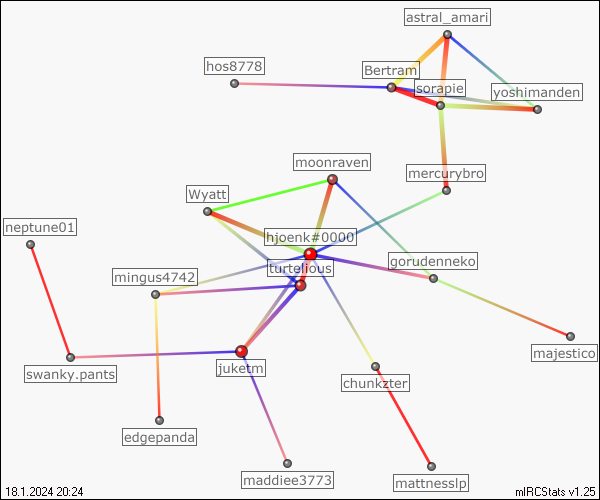 astral_amari
hos8778
Bertram
sorapie
yoshimanden
moonraven
mercurybro
Wyatt
neptune01
hjoenk#0000
turtelious
gorudenneko
mingus4742
majestico
swanky.pants
juketm
chunkzter
edgepanda
maddiee3773
mattnesslp
18.1.2024 20:24
mIRCStats v1.25